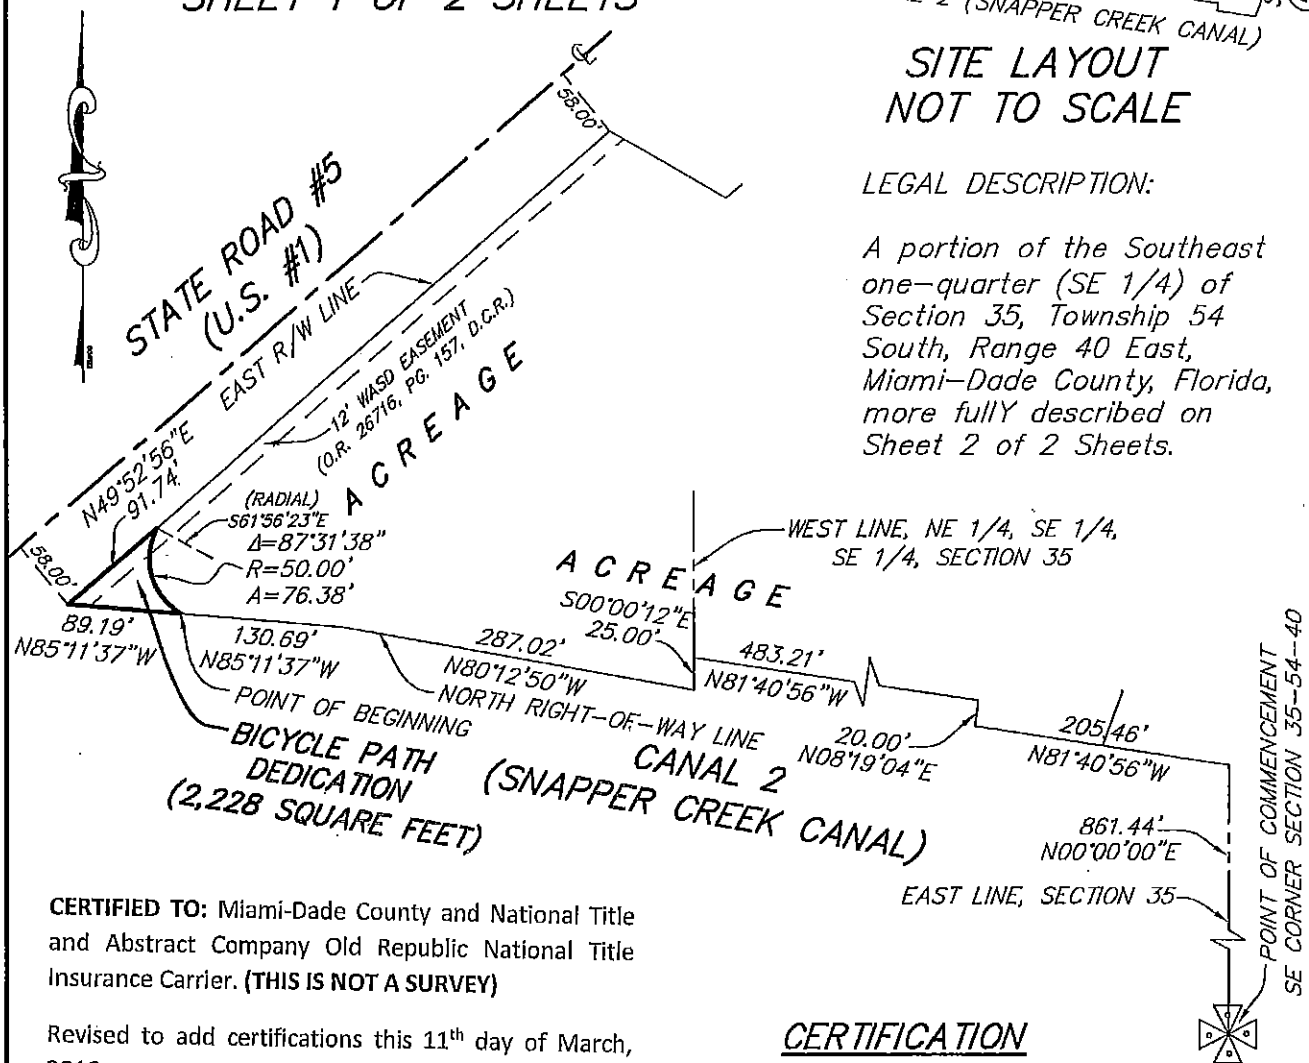 SHEET 1 OF 2 SHEETS
2 (SNAPPER CREEK CANAL)
SITE LAYOUT
NOT TO SCALE
LEGAL DESCRIPTION:
A portion of the Southeast
one-quarter (SE 1/4) of
Section 35, Township 54
South, Range 40 East,
Miami-Dade County, Florida,
more fullY described on
Sheet 2 of 2 Sheets.
℄
58.00'
STATE ROAD #5
(U.S. #1)
EAST R/W LINE
12' WASD EASEMENT
(O.R. 26716, PG. 157, D.C.R.)
ACREAGE
N49°52'56"E
91.74'
(RADIAL)
S61°56'23"E
Δ=87°31'38"
R=50.00'
A=76.38'
58.00'
89.19'
N85°11'37"W
130.69'
N85°11'37"W
POINT OF BEGINNING
BICYCLE PATH
DEDICATION
(2,228 SQUARE FEET)
ACREAGE
WEST LINE, NE 1/4, SE 1/4,
SE 1/4, SECTION 35
S00°00'12"E
25.00'
287.02'
N80°12'50"W
NORTH RIGHT-OF-WAY LINE
CANAL 2
(SNAPPER CREEK CANAL)
483.21'
N81°40'56"W
20.00'
N08°19'04"E
205.46'
N81°40'56"W
861.44'
N00°00'00"E
EAST LINE, SECTION 35
POINT OF COMMENCEMENT
SE CORNER SECTION 35-54-40
CERTIFIED TO: Miami-Dade County and National Title
and Abstract Company Old Republic National Title
Insurance Carrier. (THIS IS NOT A SURVEY)
Revised to add certifications this 11th day of March,
CERTIFICATION